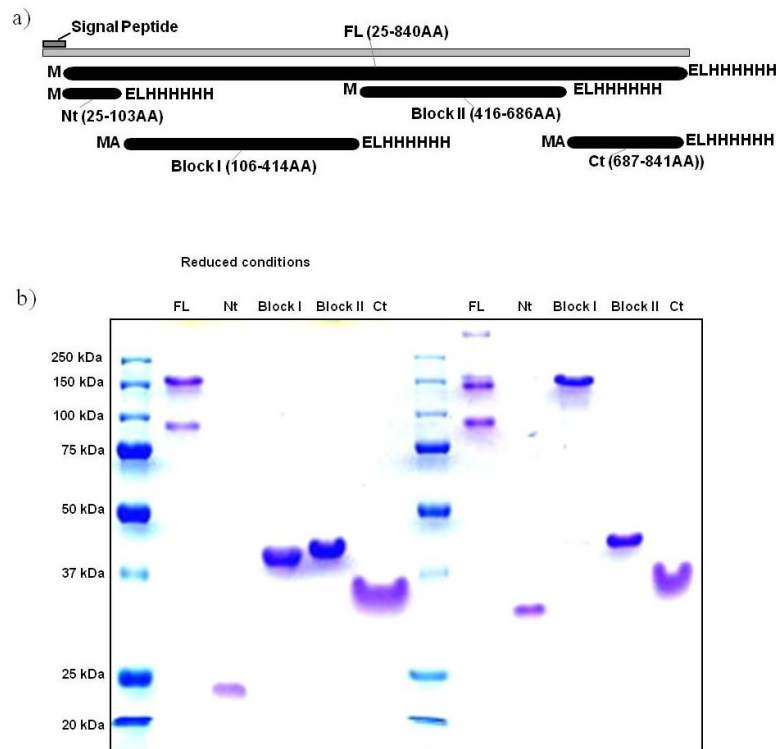 a)
Signal Peptide
FL (25-840AA)
M
ELHHHHHH
M
ELHHHHHH
M
ELHHHHHH
Nt (25-103AA)
Block II (416-686AA)
MA
ELHHHHHH
MA
ELHHHHHH
Block I (106-414AA)
Ct (687-841AA))
Reduced conditions
b)
FL Nt Block I Block II Ct FL Nt Block I Block II Ct
250 kDa
150 kDa
100 kDa
75 kDa
50 kDa
37 kDa
25 kDa
20 kDa